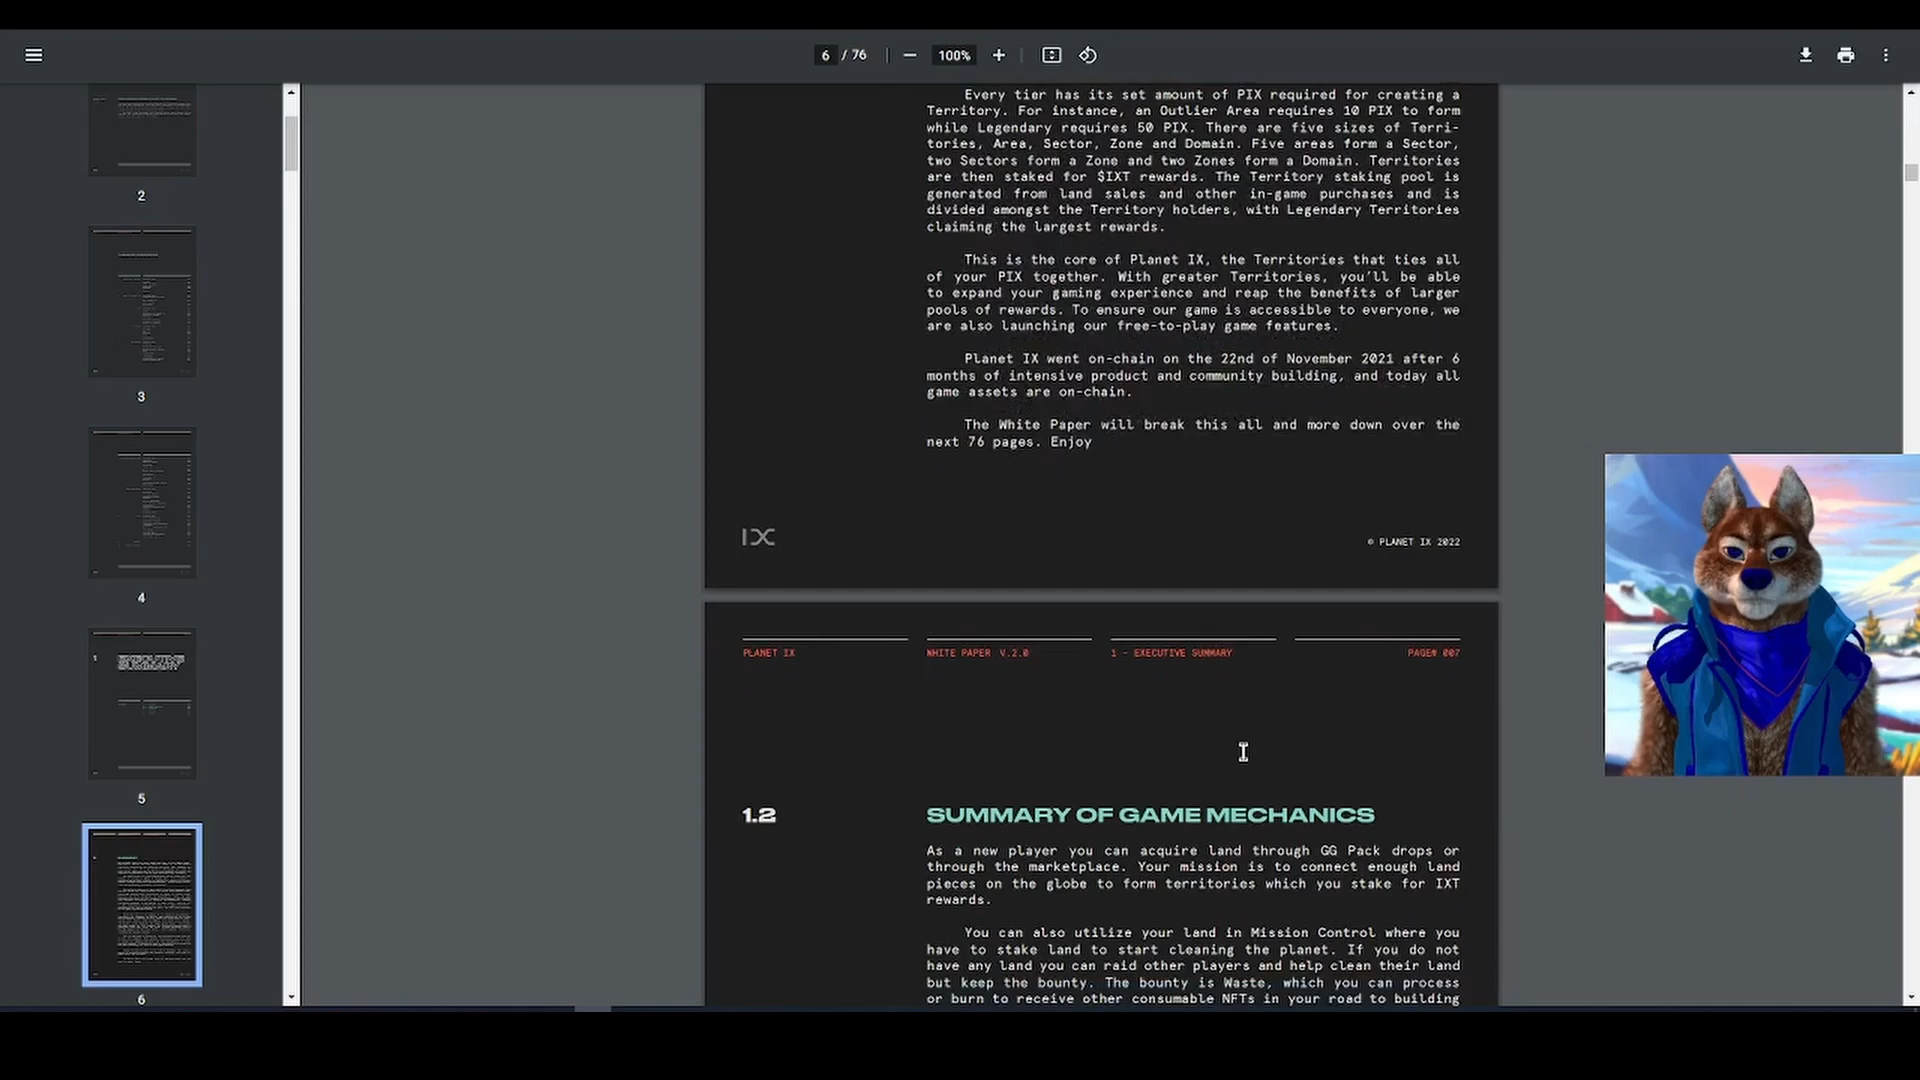 6 / 76
100%
2
3
4
5
6
Every tier has its set amount of PIX required for creating a
Territory. For instance, an Outlier Area requires 10 PIX to form
while Legendary requires 50 PIX. There are five sizes of Terri-
tories, Area, Sector, Zone and Domain. Five areas form a Sector,
two Sectors form a Zone and two Zones form a Domain. Territories
are then staked for $IXT rewards. The Territory staking pool is
generated from land sales and other in-game purchases and is
divided amongst the Territory holders, with Legendary Territories
claiming the largest rewards.
This is the core of Planet IX, the Territories that ties all
of your PIX together. With greater Territories, you'll be able
to expand your gaming experience and reap the benefits of larger
pools of rewards. To ensure our game is accessible to everyone, we
are also launching our free-to-play game features.
Planet IX went on-chain on the 22nd of November 2021 after 6
months of intensive product and community building, and today all
game assets are on-chain.
The White Paper will break this all and more down over the
next 76 pages. Enjoy
IX
© PLANET IX 2022
PLANET IX
WHITE PAPER V.2.0
1 - EXECUTIVE SUMMARY
PAGE# 007
1.2
SUMMARY OF GAME MECHANICS
As a new player you can acquire land through GG Pack drops or
through the marketplace. Your mission is to connect enough land
pieces on the globe to form territories which you stake for IXT
rewards.
You can also utilize your land in Mission Control where you
have to stake land to start cleaning the planet. If you do not
have any land you can raid other players and help clean their land
but keep the bounty. The bounty is Waste, which you can process
or burn to receive other consumable NFTs in your road to building